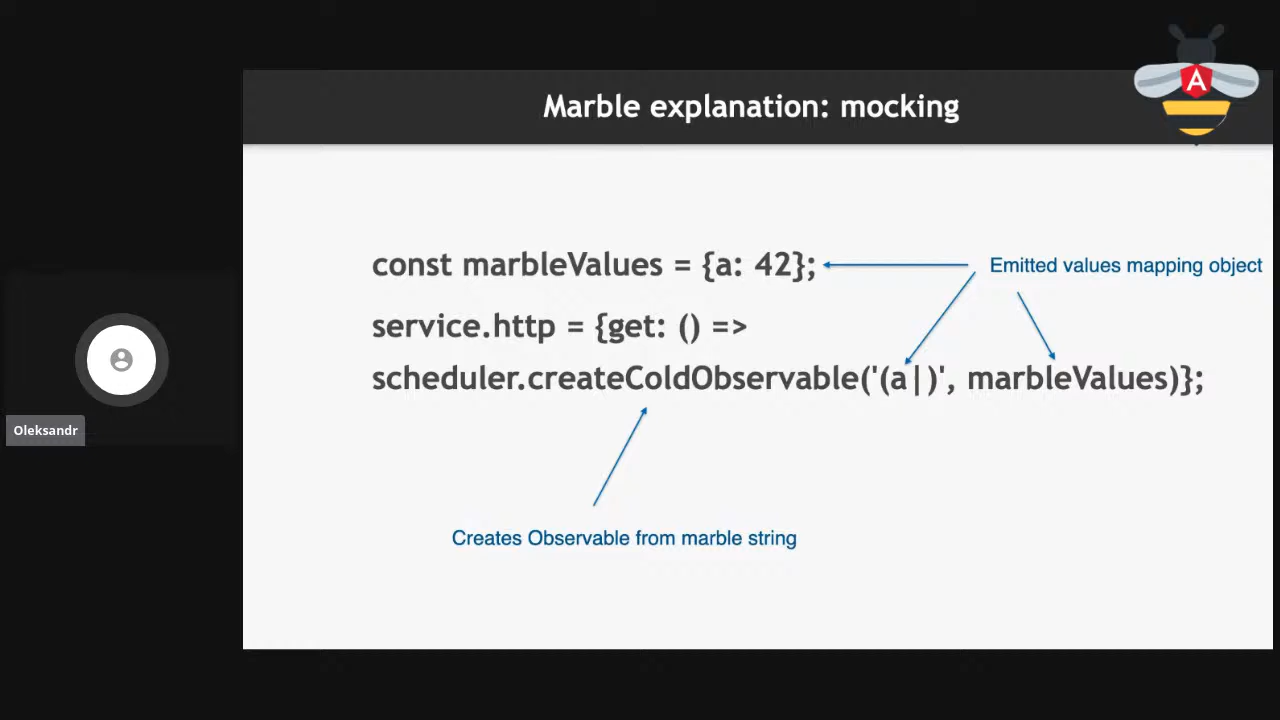 Marble explanation: mocking
A
const marbleValues = {a: 42};
Emitted values mapping object
service.http = {get: () =>
scheduler.createColdObservable('(a|)', marbleValues)};
Oleksandr
Creates Observable from marble string